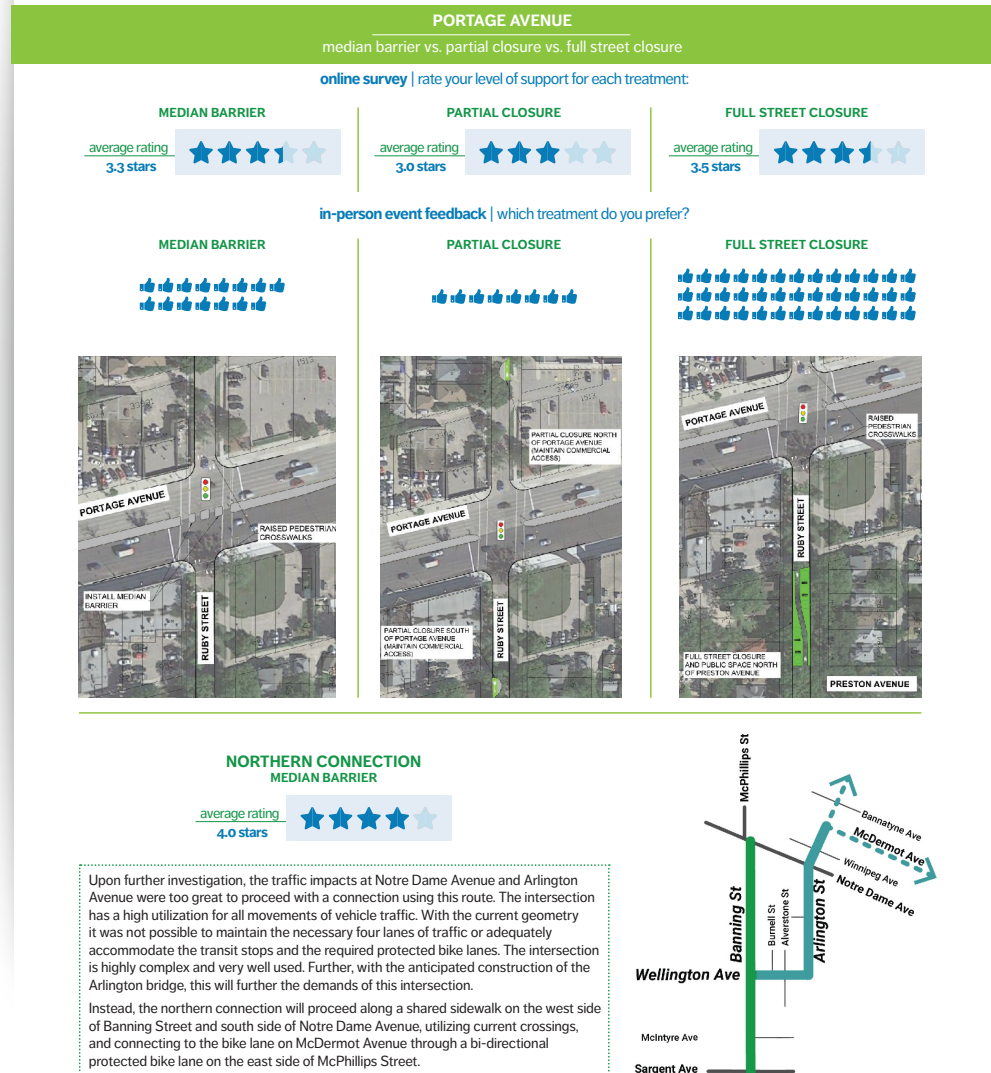 PORTAGE AVENUE
median barrier vs. partial closure vs. full street closure
online survey | rate your level of support for each treatment:
MEDIAN BARRIER
average rating
3.3 stars
PARTIAL CLOSURE
average rating
3.0 stars
FULL STREET CLOSURE
average rating
3.5 stars
in-person event feedback | which treatment do you prefer?
MEDIAN BARRIER
PARTIAL CLOSURE
FULL STREET CLOSURE
PORTAGE AVENUE
RAISED PEDESTRIAN
CROSSWALKS
INSTALL MEDIAN
BARRIER
RUBY STREET
1513
PARTIAL CLOSURE NORTH
OF PORTAGE AVENUE
(MAINTAIN COMMERCIAL
ACCESS)
PORTAGE AVENUE
PARTIAL CLOSURE SOUTH
OF PORTAGE AVENUE
(MAINTAIN COMMERCIAL
ACCESS)
RUBY STREET
1513
PORTAGE AVENUE
RAISED
PEDESTRIAN
CROSSWALKS
RUBY STREET
FULL STREET CLOSURE
AND PUBLIC SPACE NORTH
OF PRESTON AVENUE
PRESTON AVENUE
NORTHERN CONNECTION
MEDIAN BARRIER
average rating
4.0 stars
Upon further investigation, the traffic impacts at Notre Dame Avenue and Arlington
Avenue were too great to proceed with a connection using this route. The intersection
has a high utilization for all movements of vehicle traffic. With the current geometry
it was not possible to maintain the necessary four lanes of traffic or adequately
accommodate the transit stops and the required protected bike lanes. The intersection
is highly complex and very well used. Further, with the anticipated construction of the
Arlington bridge, this will further the demands of this intersection.
Instead, the northern connection will proceed along a shared sidewalk on the west side
of Banning Street and south side of Notre Dame Avenue, utilizing current crossings,
and connecting to the bike lane on McDermot Avenue through a bi-directional
protected bike lane on the east side of McPhillips Street.
McPhillips St
Bannatyne Ave
McDermot Ave
Winnipeg Ave
Notre Dame Ave
Banning St
Burnell St
Alverstone St
Arlington St
Wellington Ave
McIntyre Ave
Sargent Ave